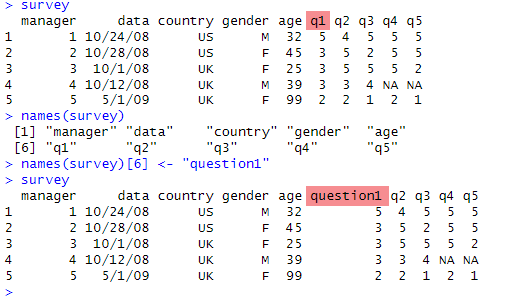 > survey
  manager     data country gender age q1 q2 q3 q4 q5
1       1 10/24/08      US      M  32  5  4  5  5  5
2       2 10/28/08      US      F  45  3  5  2  5  5
3       3  10/1/08      UK      F  25  3  5  5  5  2
4       4 10/12/08      UK      M  39  3  3  4 NA NA
5       5   5/1/09      UK      F  99  2  2  1  2  1
> names(survey)
 [1] "manager" "data"    "country" "gender"  "age"
 [6] "q1"      "q2"      "q3"      "q4"      "q5"
> names(survey)[6] <- "question1"
> survey
  manager     data country gender age question1 q2 q3 q4 q5
1       1 10/24/08      US      M  32         5  4  5  5  5
2       2 10/28/08      US      F  45         3  5  2  5  5
3       3  10/1/08      UK      F  25         3  5  5  5  2
4       4 10/12/08      UK      M  39         3  3  4 NA NA
5       5   5/1/09      UK      F  99         2  2  1  2  1
>